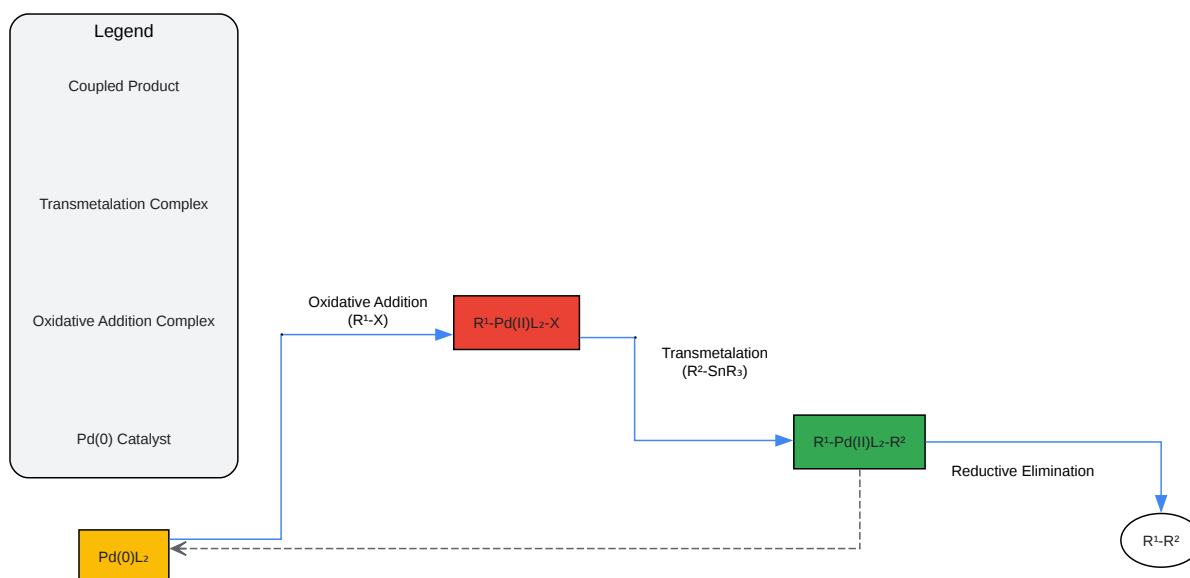 Legend
Coupled Product
Transmetalation Complex
Oxidative Addition Complex
Pd(0) Catalyst
Oxidative Addition
(R¹-X)
R¹-Pd(II)L₂-X
Transmetalation
(R²-SnR₃)
R¹-Pd(II)L₂-R²
Reductive Elimination
Pd(0)L₂
R¹-R²